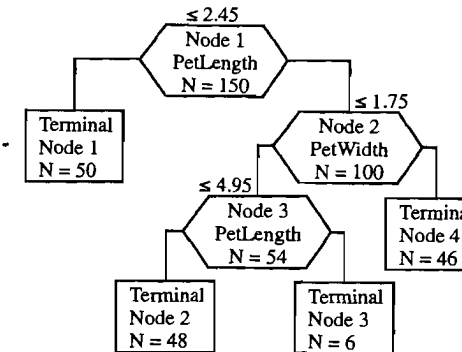 ≤ 2.45
Node 1
PetLength
N = 150
Terminal
Node 1
N = 50
≤ 1.75
Node 2
PetWidth
N = 100
≤ 4.95
Node 3
PetLength
N = 54
Termina
Node 4
N = 46
Terminal
Node 2
N = 48
Terminal
Node 3
N = 6